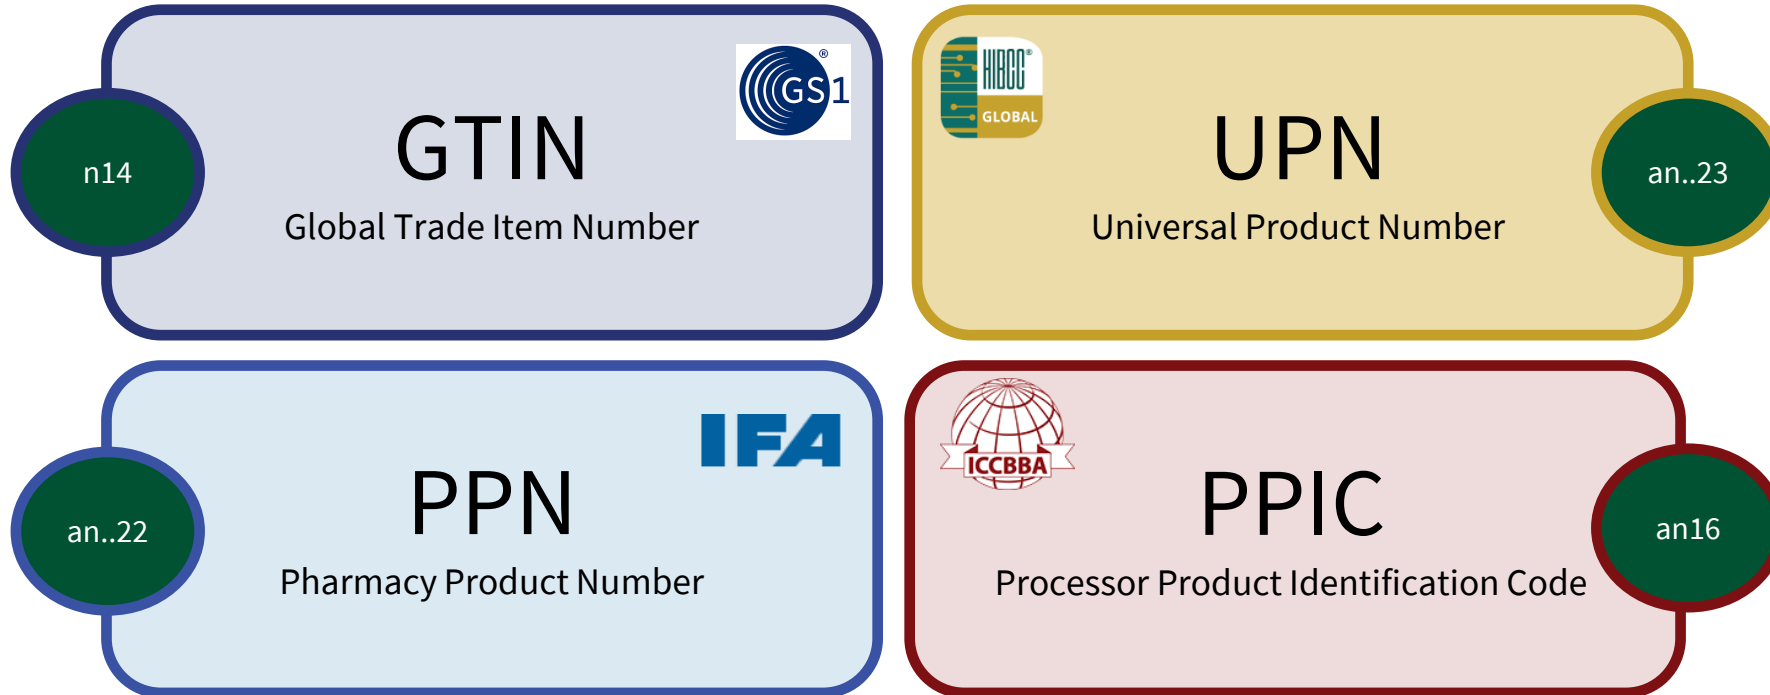 GS1
®
n14
GTIN
Global Trade Item Number
HIBCC®
GLOBAL
UPN
Universal Product Number
an..23
IFA
an..22
PPN
Pharmacy Product Number
ICCBBA
PPIC
Processor Product Identification Code
an16